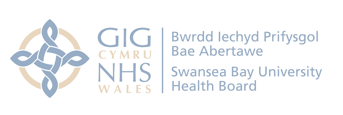 GIG
CYMRU
NHS
WALES
Bwrdd Iechyd Prifysgol
Bae Abertawe
Swansea Bay University
Health Board